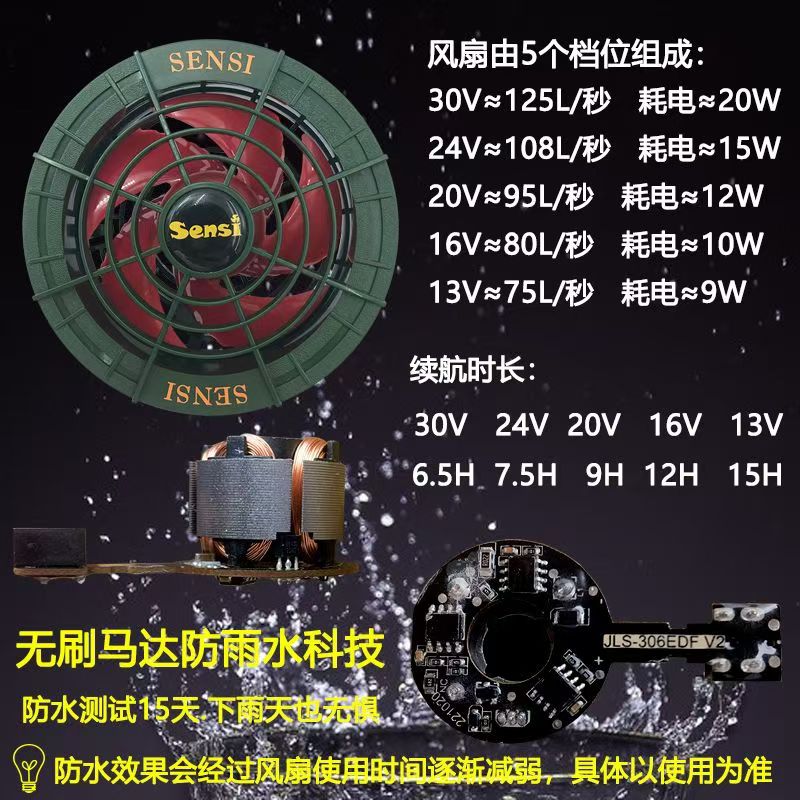 SENSI
Sensi
SENSI
风扇由5个档位组成：
30V≈125L/秒 耗电≈20W
24V≈108L/秒 耗电≈15W
20V≈95L/秒 耗电≈12W
16V≈80L/秒 耗电≈10W
13V≈75L/秒 耗电≈9W
续航时长：
30V 24V 20V 16V 13V
6.5H 7.5H 9H 12H 15H
JLS-306EDF V2
221022
无刷马达防雨水科技
防水测试15天.下雨天也无惧
防水效果会经过风扇使用时间逐渐减弱，具体以使用为准